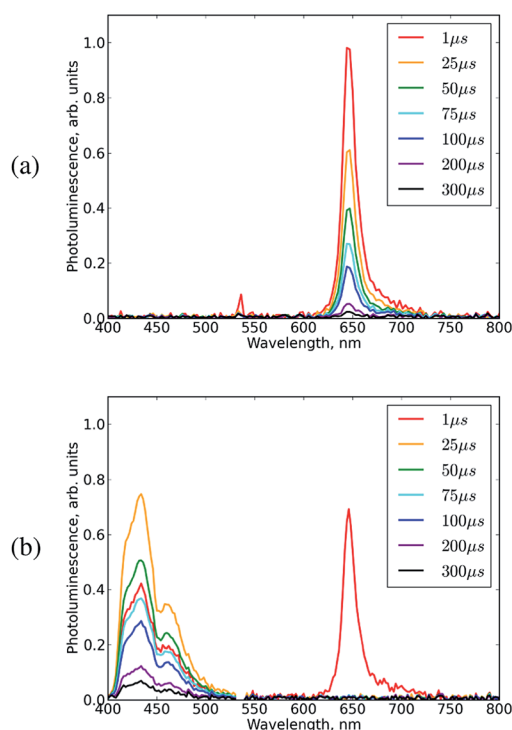 (a)
Photoluminescence, arb. units
1.0
0.8
0.6
0.4
0.2
0.0
400 450 500 550 600 650 700 750 800
Wavelength, nm
1μs
25μs
50μs
75μs
100μs
200μs
300μs
(b)
Photoluminescence, arb. units
1.0
0.8
0.6
0.4
0.2
0.0
400 450 500 550 600 650 700 750 800
Wavelength, nm
1μs
25μs
50μs
75μs
100μs
200μs
300μs